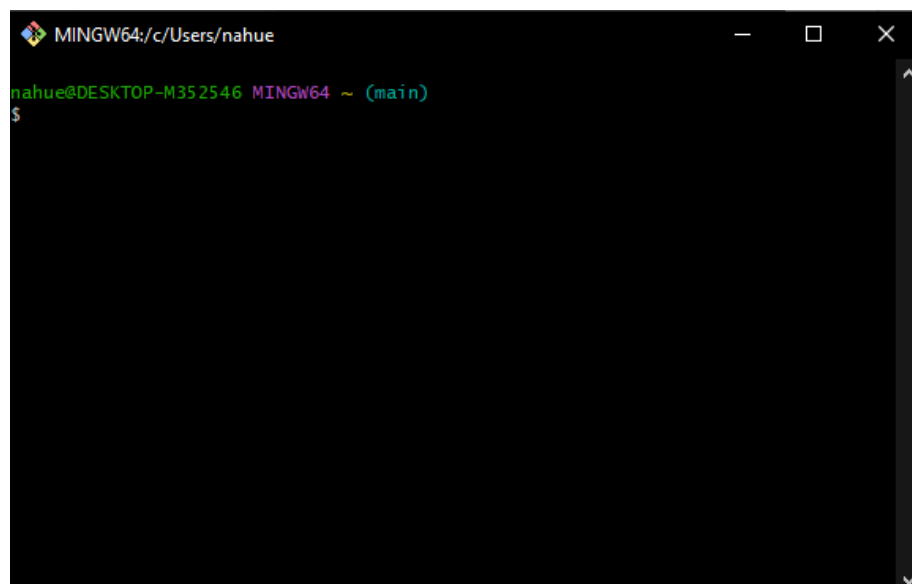 MINGW64:/c/Users/nahue
nahue@DESKTOP-M352546 MINGW64 ~ (main)
$